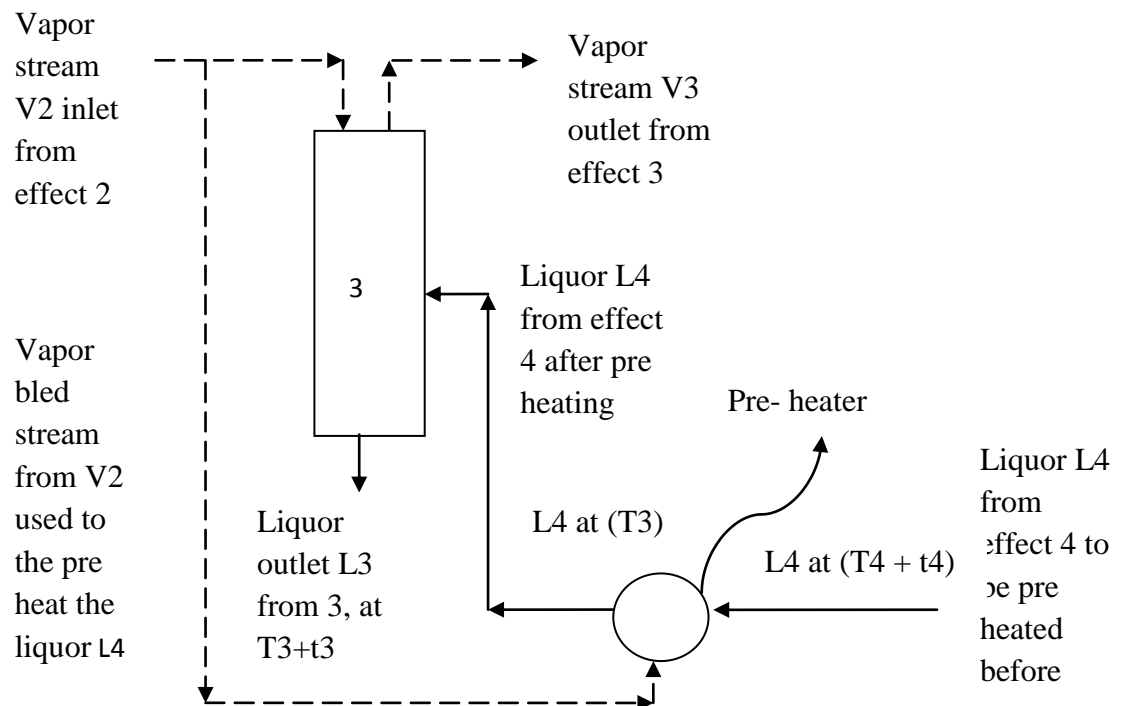 Vapor
stream
V2 inlet
from
effect 2
Vapor
stream V3
outlet from
effect 3
3
Liquor L4
from effect
4 after pre
heating
Vapor
bled
stream
from V2
used to
the pre
heat the
liquor L4
Pre- heater
Liquor L4
from
effect 4 to
be pre
heated
before
Liquor
outlet L3
from 3, at
T3+t3
L4 at (T3)
L4 at (T4 + t4)